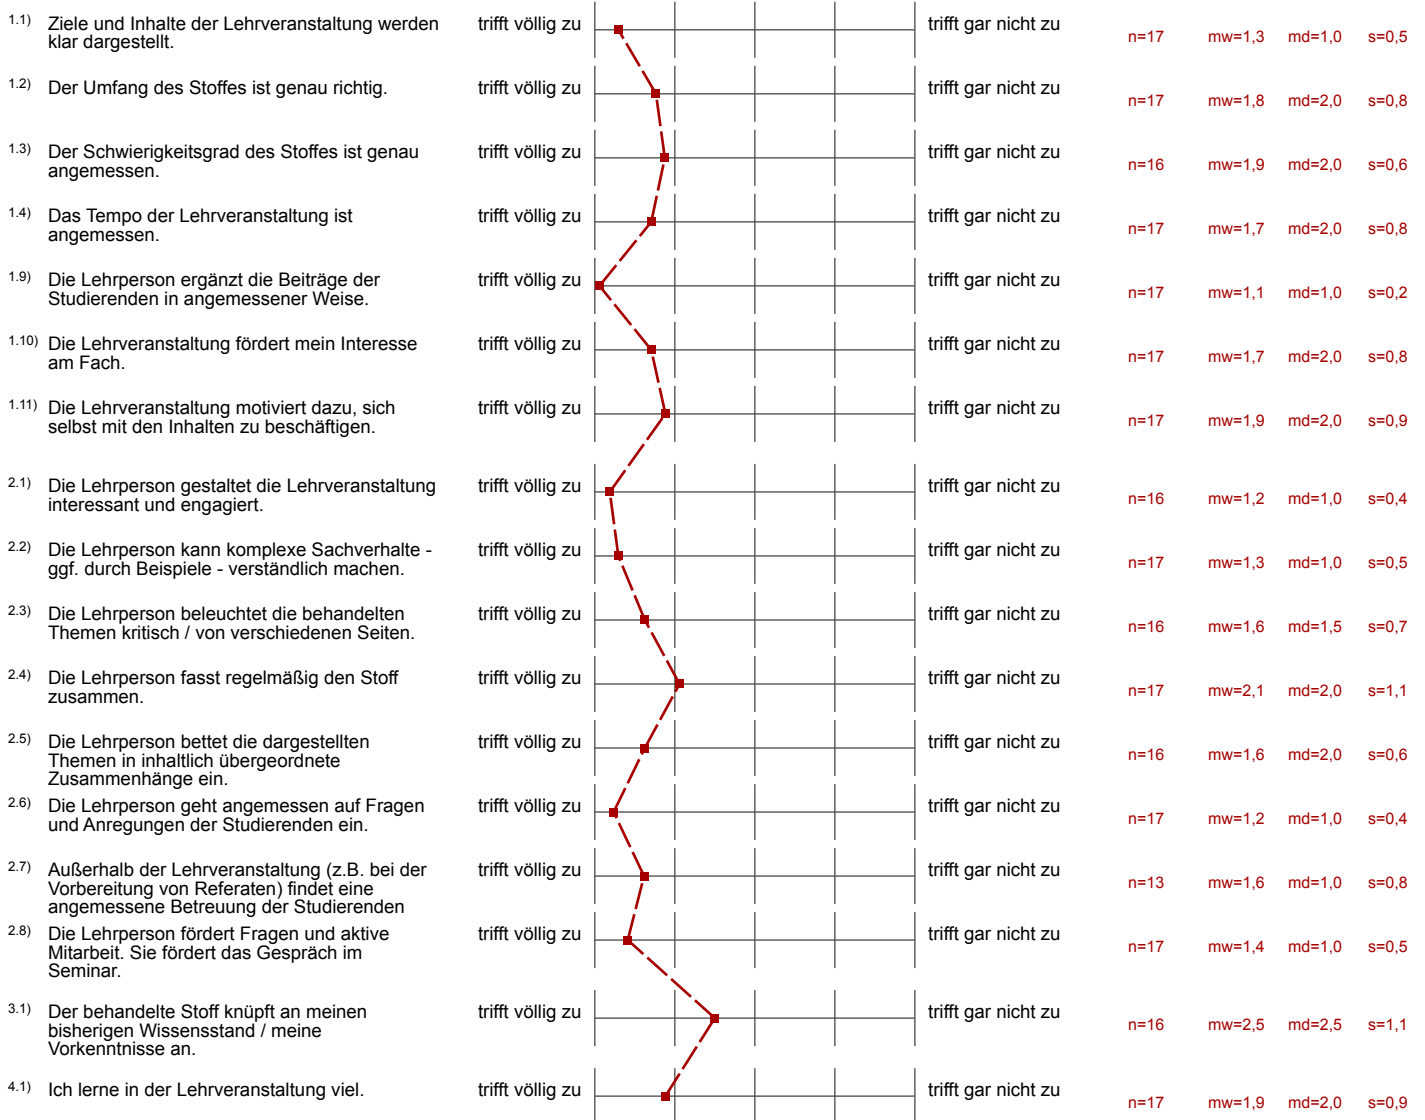 1.1) Ziele und Inhalte der Lehrveranstaltung werden trifft völlig zu trifft gar nicht zu n=17 mw=1,3 md=1,0 s=0,5
klar dargestellt.
1.2) Der Umfang des Stoffes ist genau richtig. trifft völlig zu trifft gar nicht zu n=17 mw=1,8 md=2,0 s=0,8
1.3) Der Schwierigkeitsgrad des Stoffes ist genau trifft völlig zu trifft gar nicht zu n=16 mw=1,9 md=2,0 s=0,6
angemessen.
1.4) Das Tempo der Lehrveranstaltung ist trifft völlig zu trifft gar nicht zu n=17 mw=1,7 md=2,0 s=0,8
angemessen.
1.9) Die Lehrperson ergänzt die Beiträge der trifft völlig zu trifft gar nicht zu n=17 mw=1,1 md=1,0 s=0,2
Studierenden in angemessener Weise.
1.10) Die Lehrveranstaltung fördert mein Interesse trifft völlig zu trifft gar nicht zu n=17 mw=1,7 md=2,0 s=0,8
am Fach.
1.11) Die Lehrveranstaltung motiviert dazu, sich trifft völlig zu trifft gar nicht zu n=17 mw=1,9 md=2,0 s=0,9
selbst mit den Inhalten zu beschäftigen.
2.1) Die Lehrperson gestaltet die Lehrveranstaltung trifft völlig zu trifft gar nicht zu n=16 mw=1,2 md=1,0 s=0,4
interessant und engagiert.
2.2) Die Lehrperson kann komplexe Sachverhalte - trifft völlig zu trifft gar nicht zu n=17 mw=1,3 md=1,0 s=0,5
ggf. durch Beispiele - verständlich machen.
2.3) Die Lehrperson beleuchtet die behandelten trifft völlig zu trifft gar nicht zu n=16 mw=1,6 md=1,5 s=0,7
Themen kritisch / von verschiedenen Seiten.
2.4) Die Lehrperson fasst regelmäßig den Stoff trifft völlig zu trifft gar nicht zu n=17 mw=2,1 md=2,0 s=1,1
zusammen.
2.5) Die Lehrperson bettet die dargestellten trifft völlig zu trifft gar nicht zu n=16 mw=1,6 md=2,0 s=0,6
Themen in inhaltlich übergeordnete
Zusammenhänge ein.
2.6) Die Lehrperson geht angemessen auf Fragen trifft völlig zu trifft gar nicht zu n=17 mw=1,2 md=1,0 s=0,4
und Anregungen der Studierenden ein.
2.7) Außerhalb der Lehrveranstaltung (z.B. bei der trifft völlig zu trifft gar nicht zu n=13 mw=1,6 md=1,0 s=0,8
Vorbereitung von Referaten) findet eine
angemessene Betreuung der Studierenden
2.8) Die Lehrperson fördert Fragen und aktive trifft völlig zu trifft gar nicht zu n=17 mw=1,4 md=1,0 s=0,5
Mitarbeit. Sie fördert das Gespräch im
Seminar.
3.1) Der behandelte Stoff knüpft an meinen trifft völlig zu trifft gar nicht zu n=16 mw=2,5 md=2,5 s=1,1
bisherigen Wissensstand / meine
Vorkenntnisse an.
4.1) Ich lerne in der Lehrveranstaltung viel. trifft völlig zu trifft gar nicht zu n=17 mw=1,9 md=2,0 s=0,9